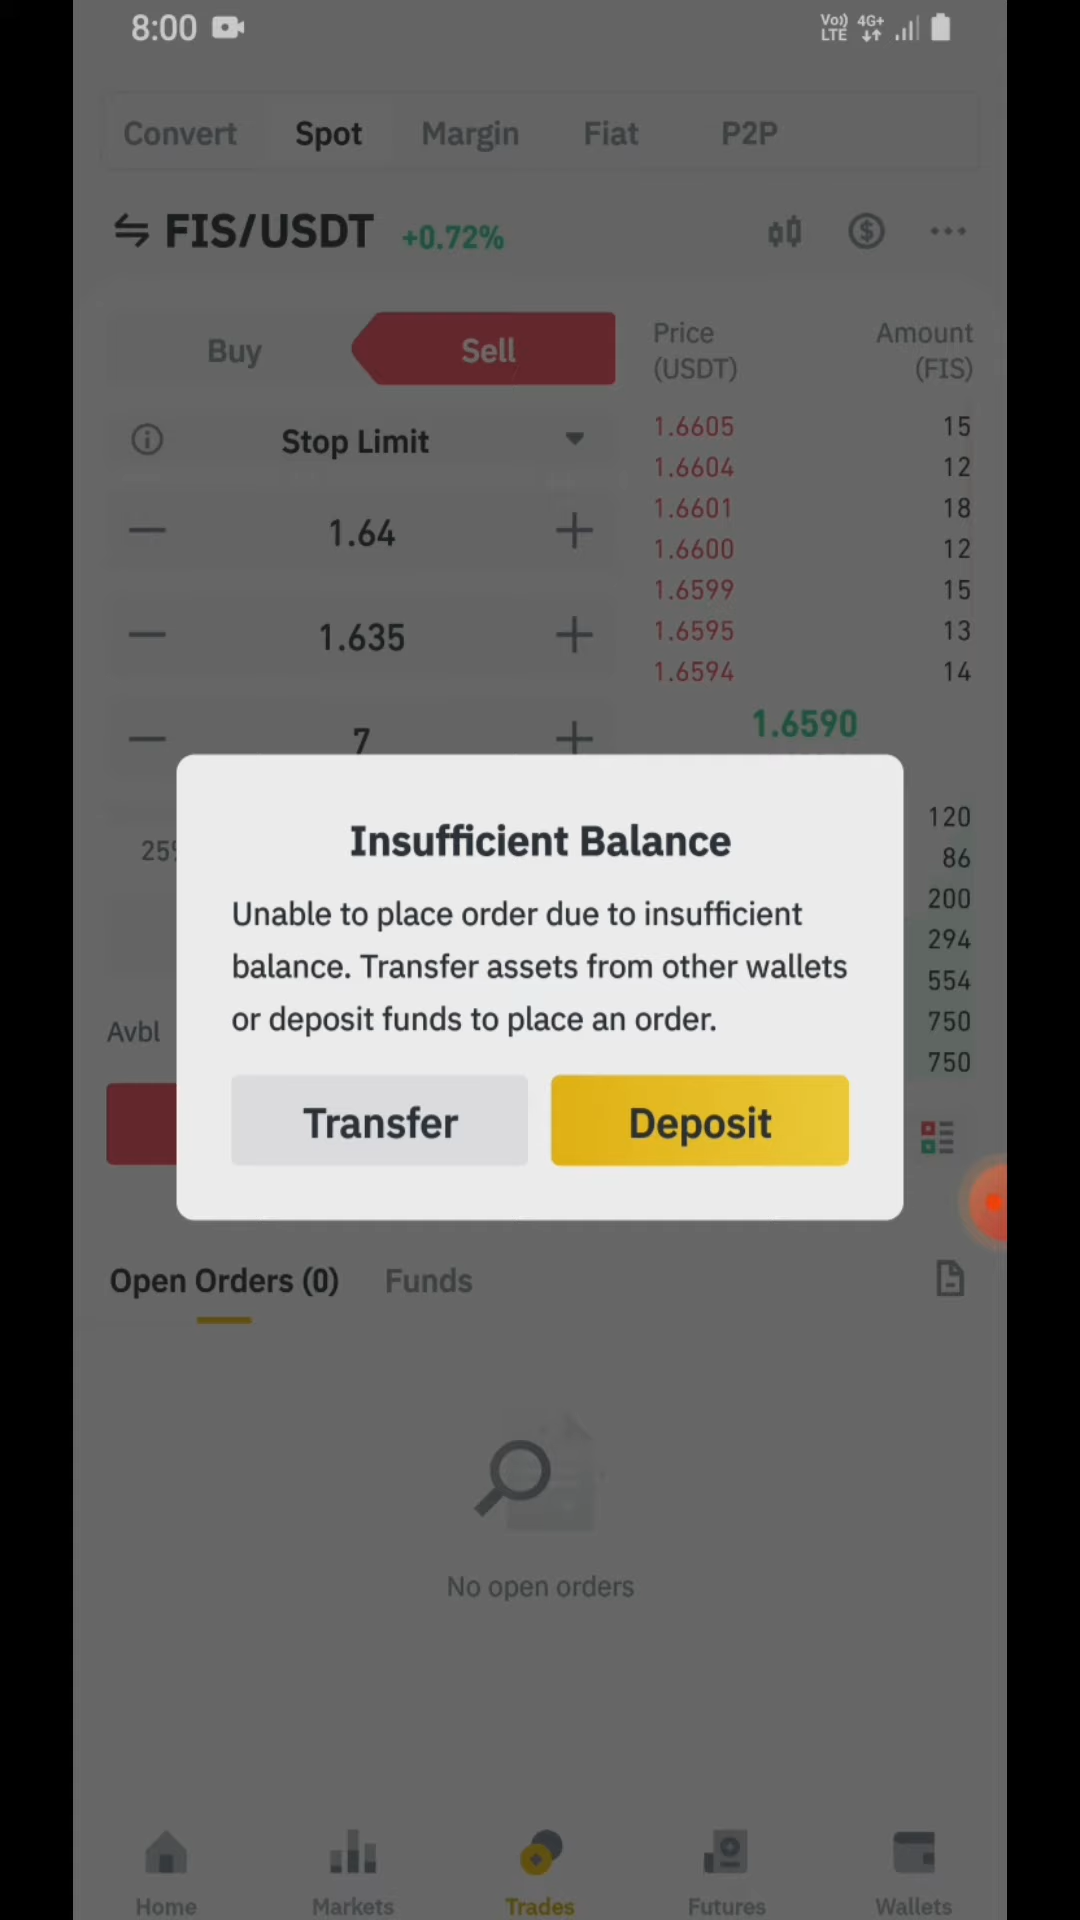 8:00
Vo)) LTE 4G+
Convert Spot Margin Fiat P2P
FIS/USDT +0.72%
Buy Sell
Price (USDT) Amount (FIS)
Stop Limit
1.64
1.635
7
25
Avbl
1.6605 15
1.6604 12
1.6601 18
1.6600 12
1.6599 15
1.6595 13
1.6594 14
1.6590
120
86
200
294
554
750
750
Insufficient Balance
Unable to place order due to insufficient
balance. Transfer assets from other wallets
or deposit funds to place an order.
Transfer Deposit
Open Orders (0) Funds
No open orders
Home Markets Trades Futures Wallets